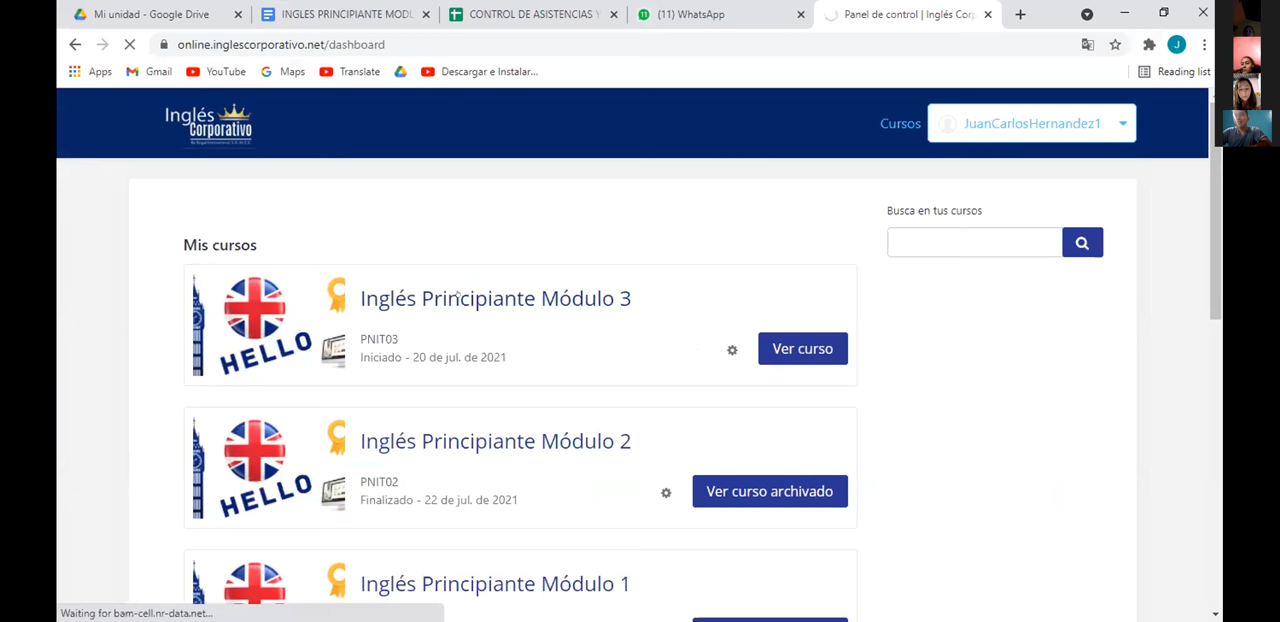 Mi unidad - Google Drive
INGLES PRINCIPIANTE MODU
CONTROL DE ASISTENCIAS Y
(11) WhatsApp
Panel de control | Inglés Corp
online.inglescorporativo.net/dashboard
J
Apps
Gmail
YouTube
Maps
Translate
Descargar e Instalar...
Reading list
Inglés
Corporativo
Cursos
JuanCarlosHernandez1
Busca en tus cursos
Mis cursos
HELLO
Inglés Principiante Módulo 3
PNIT03
Iniciado - 20 de jul. de 2021
Ver curso
HELLO
Inglés Principiante Módulo 2
PNIT02
Finalizado - 22 de jul. de 2021
Ver curso archivado
Inglés Principiante Módulo 1
Waiting for bam-cell.nr-data.net...